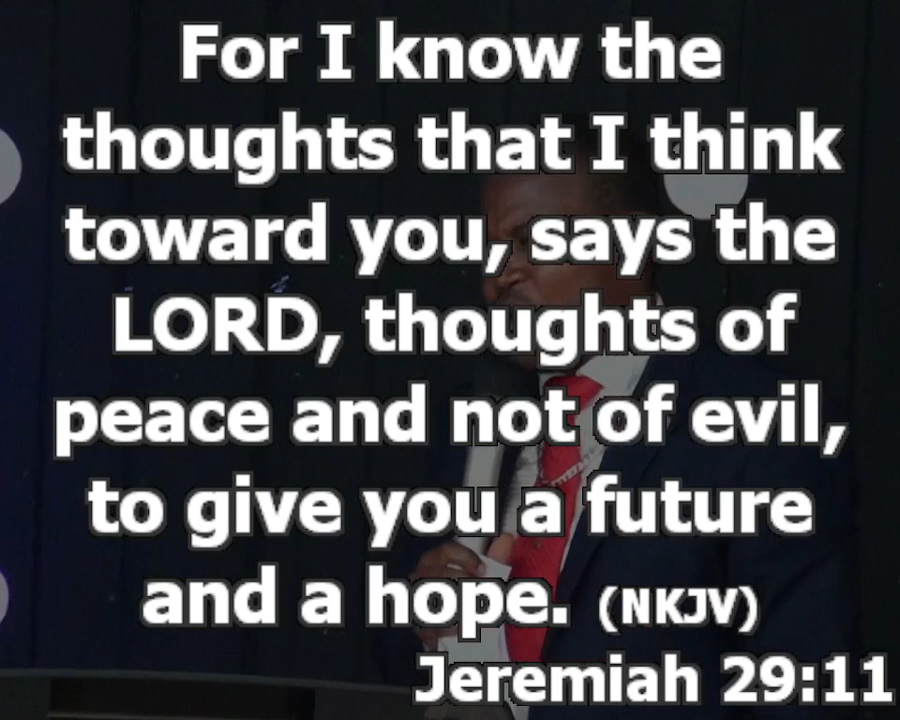 For I know the
thoughts that I think
toward you, says the
LORD, thoughts of
peace and not of evil,
to give you a future
and a hope. (NKJV)
Jeremiah 29:11